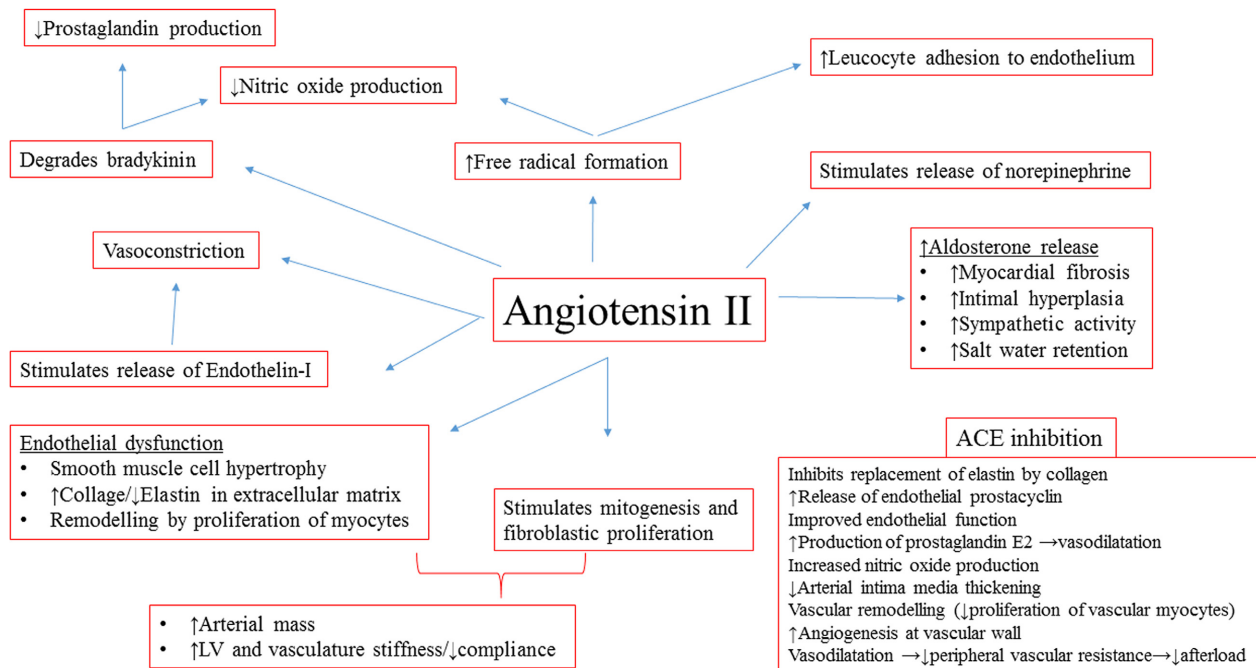 ↓Prostaglandin production
↑Leucocyte adhesion to endothelium
↓Nitric oxide production
Degrades bradykinin
↑Free radical formation
Stimulates release of norepinephrine
Vasoconstriction
↑Aldosterone release
• ↑Myocardial fibrosis
• ↑Intimal hyperplasia
• ↑Sympathetic activity
• ↑Salt water retention
Angiotensin II
Stimulates release of Endothelin-I
Endothelial dysfunction
• Smooth muscle cell hypertrophy
• ↑Collage/↓Elastin in extracellular matrix
• Remodelling by proliferation of myocytes
Stimulates mitogenesis and
fibroblastic proliferation
• ↑Arterial mass
• ↑LV and vasculature stiffness/↓compliance
ACE inhibition
Inhibits replacement of elastin by collagen
↑Release of endothelial prostacyclin
Improved endothelial function
↑Production of prostaglandin E2 →vasodilatation
Increased nitric oxide production
↓Arterial intima media thickening
Vascular remodelling (↓proliferation of vascular myocytes)
↑Angiogenesis at vascular wall
Vasodilatation →↓peripheral vascular resistance→↓afterload